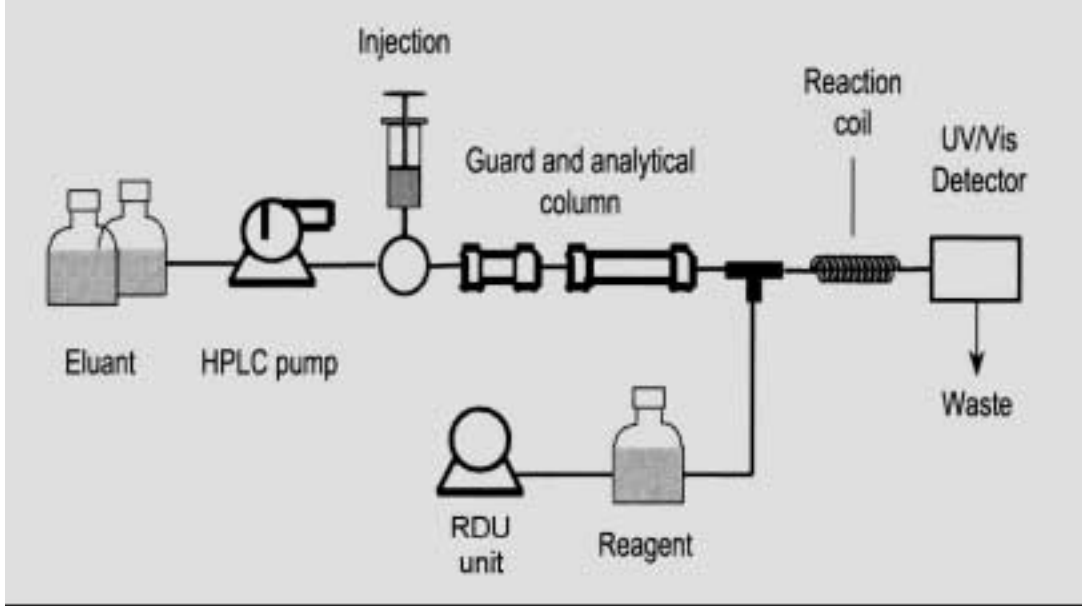 Injection
Reaction
coil
UV/Vis
Detector
Guard and analytical
column
Eluant
HPLC pump
Waste
RDU
unit
Reagent